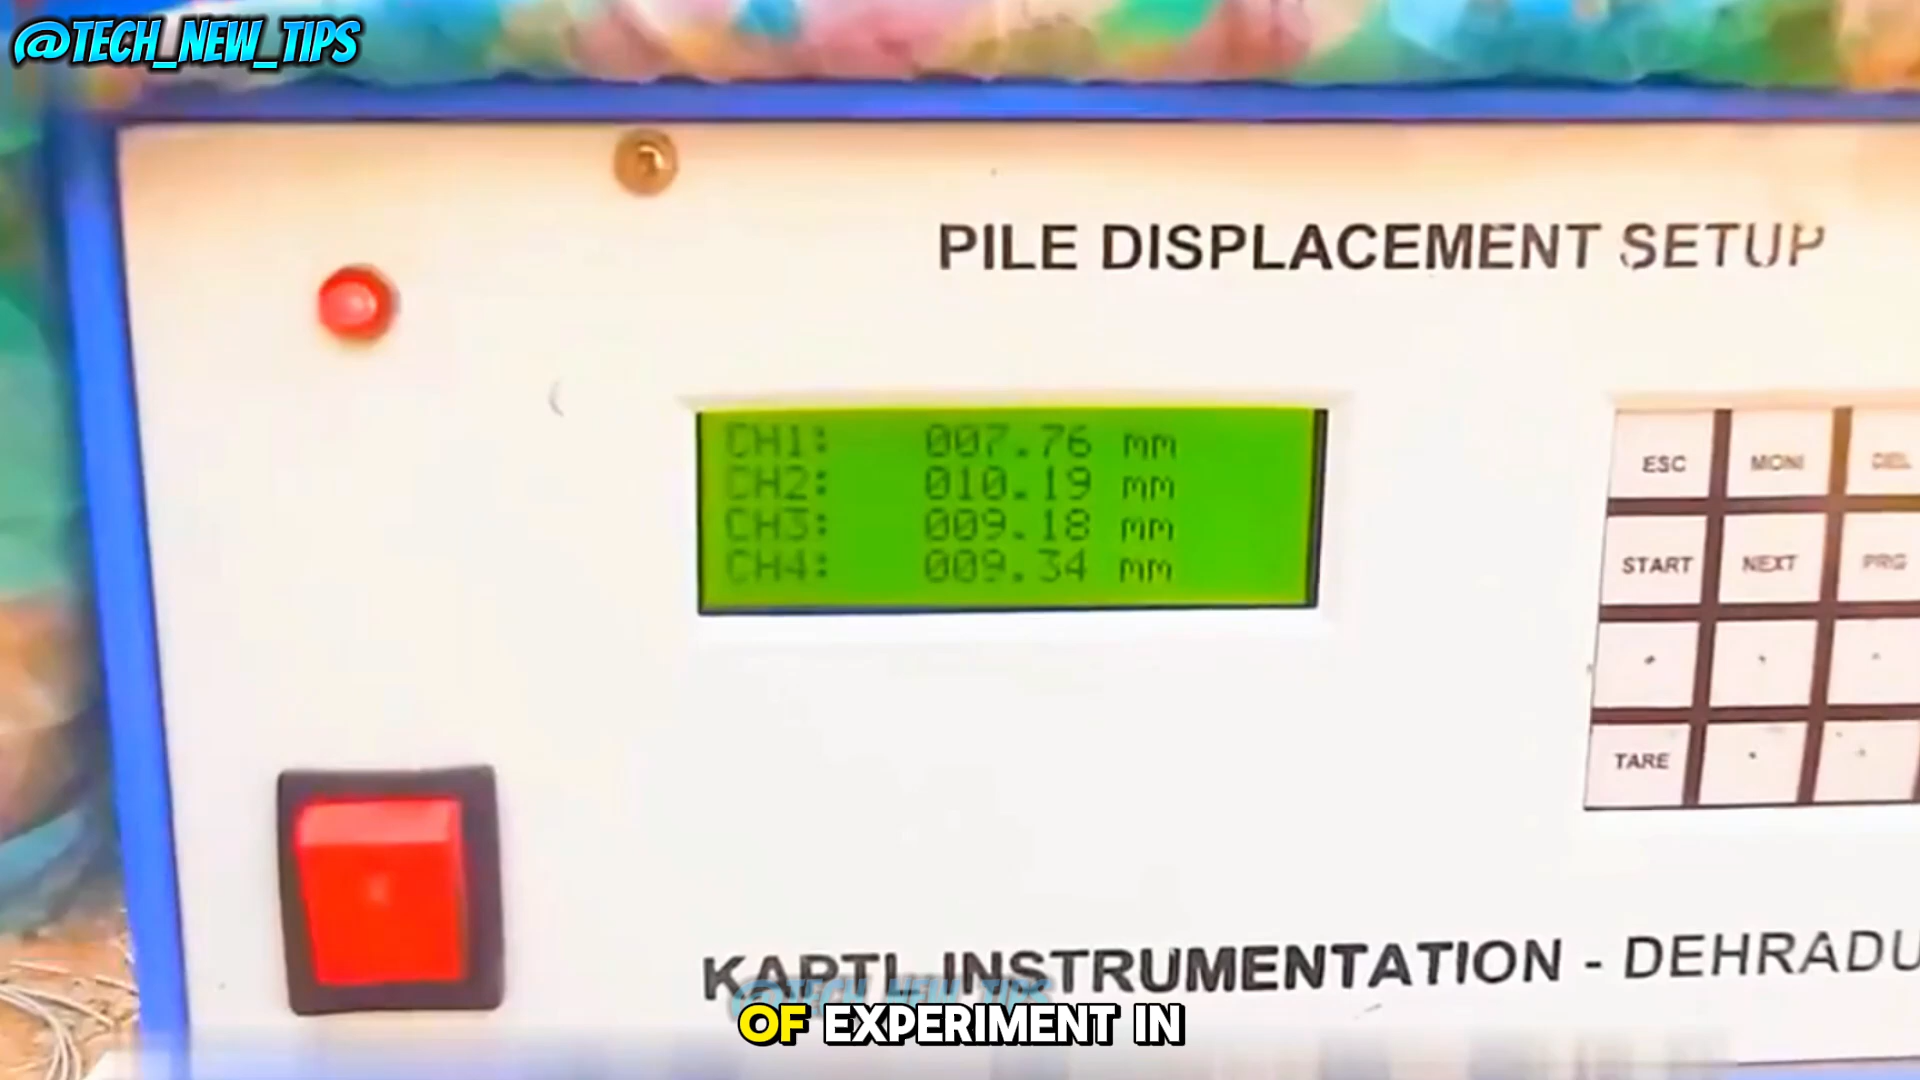 @TECH_NEW_TIPS
PILE DISPLACEMENT SETUP
CH1: 007.76 mm
CH2: 010.19 mm
CH3: 009.18 mm
CH4: 009.34 mm
ESC MONI DEL
START NEXT PRG
TARE
INSTRUMENTATION - DEHRADU
@TECH_NEW_TIPS
OF EXPERIMENT IN